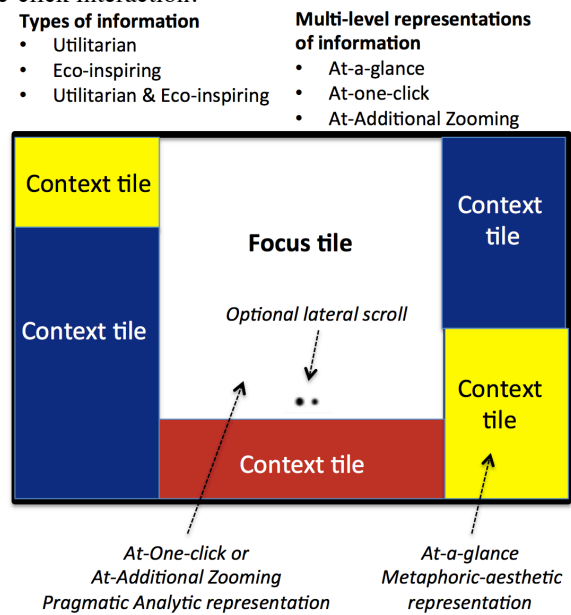 click interaction.
Types of information
• Utilitarian
• Eco-inspiring
• Utilitarian & Eco-inspiring
Multi-level representations
of information
• At-a-glance
• At-one-click
• At-Additional Zooming
Context tile
Context tile
Focus tile
Optional lateral scroll
Context tile
Context
tile
Context
tile
At-One-click or
At-Additional Zooming
Pragmatic Analytic representation
At-a-glance
Metaphoric-aesthetic
representation